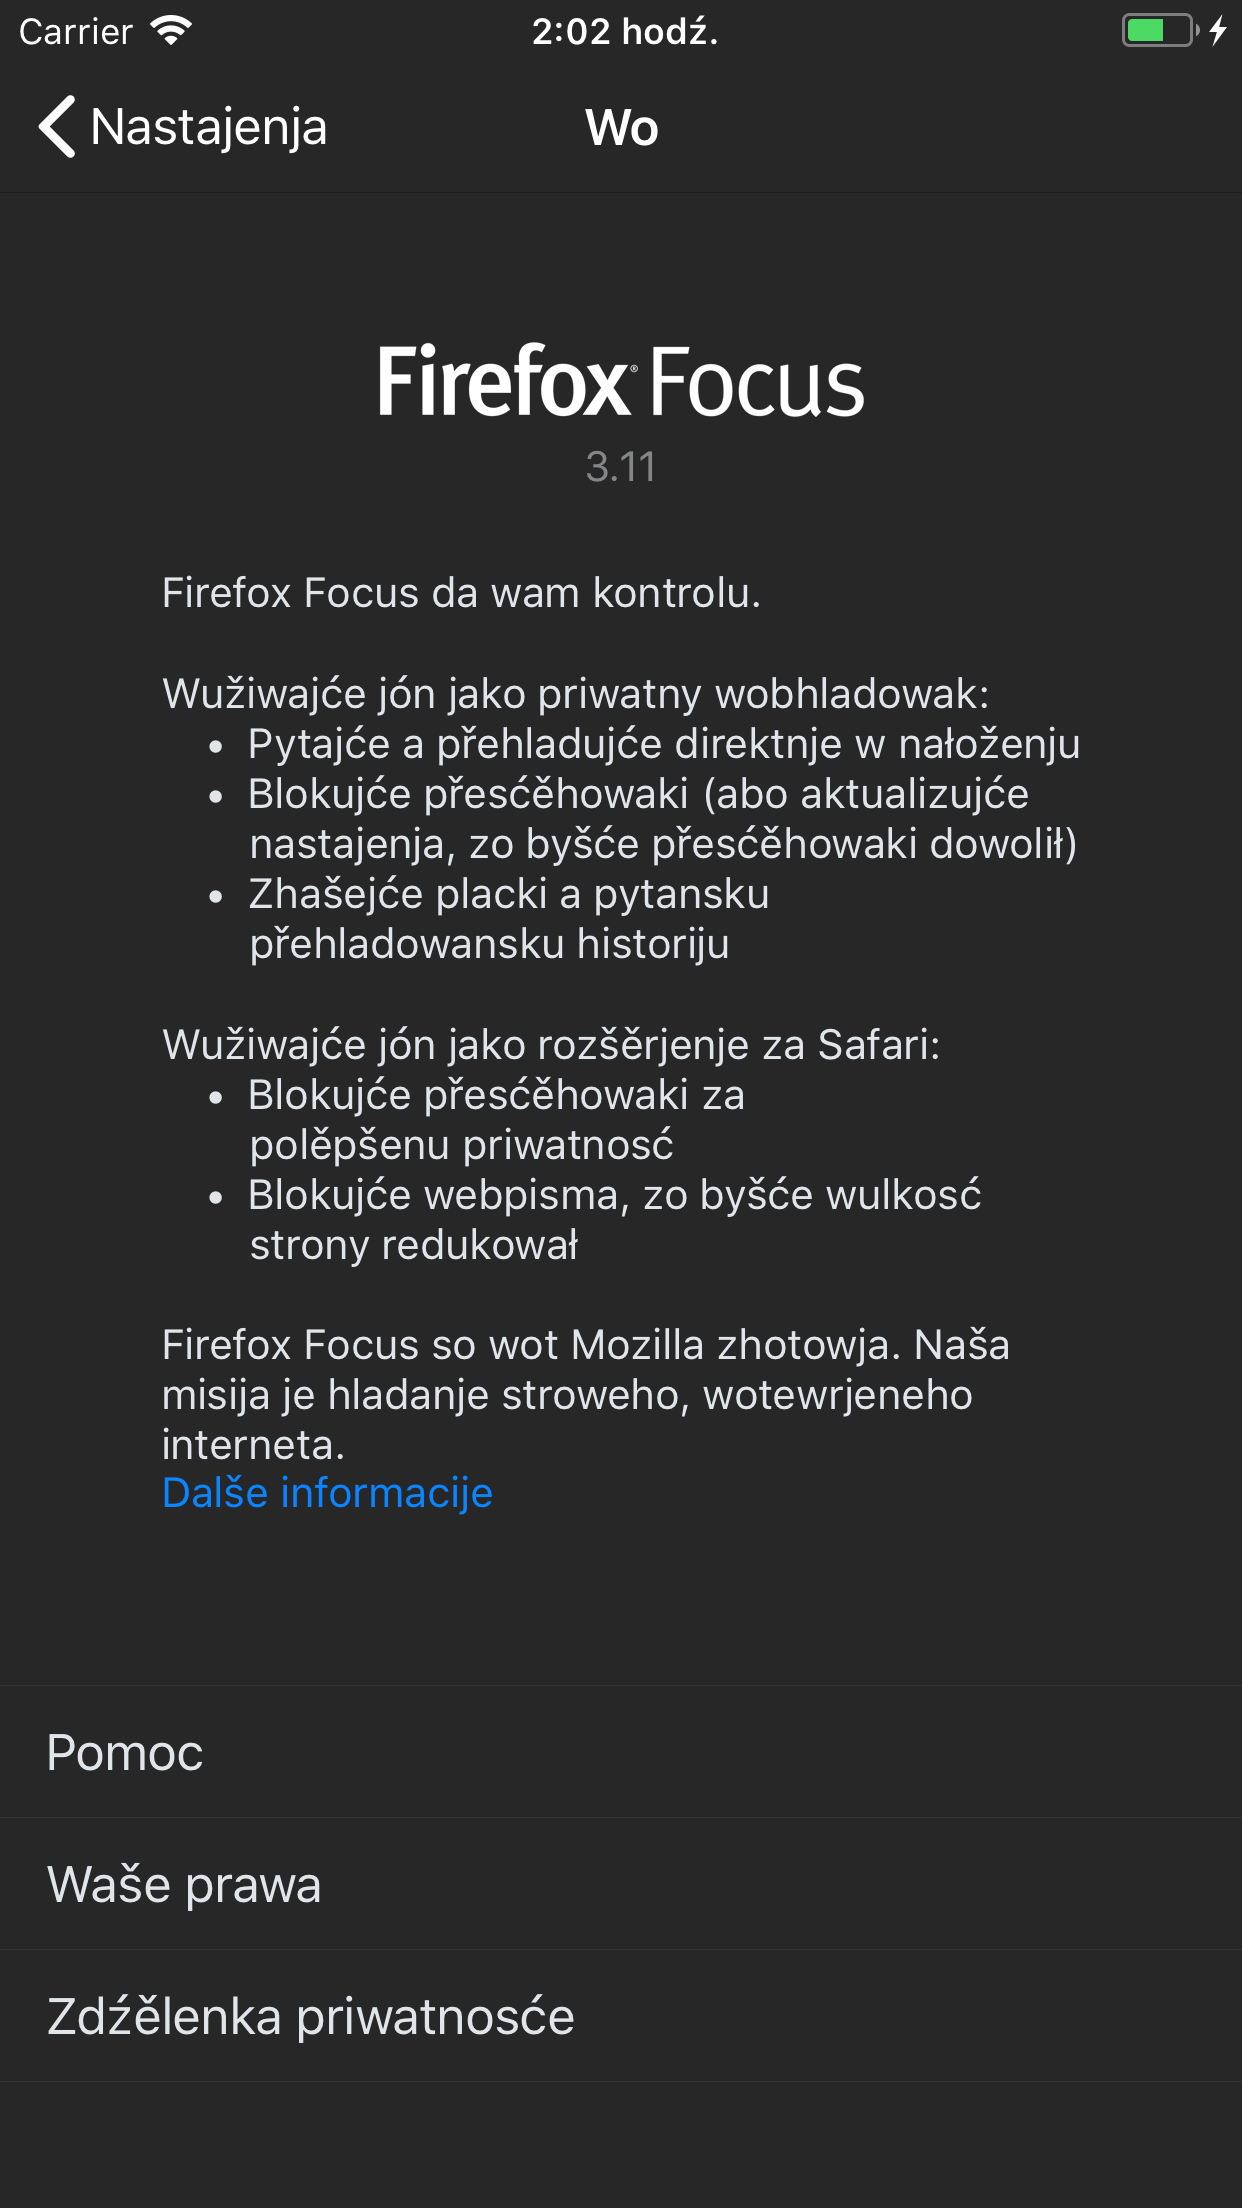 Carrier
2:02 hodź.
Nastajenja
Wo
Firefox® Focus
3.11
Firefox Focus da wam kontrolu.
Wužiwajće jón jako priwatny wobhladowak:
• Pytajće a přehladujće direktnje w nałoženju
• Blokujće přesćěhowaki (abo aktualizujće
nastajenja, zo byšće přesćěhowaki dowolił)
• Zhašejće placki a pytansku
přehladowansku historiju
Wužiwajće jón jako rozšěrjenje za Safari:
• Blokujće přesćěhowaki za
polěpšenu priwatnosć
• Blokujće webpisma, zo byšće wulkosć
strony redukował
Firefox Focus so wot Mozilla zhotowja. Naša
misija je hladanje stroweho, wotewrjeneho
interneta.
Dalše informacije
Pomoc
Waše prawa
Zdźělenka priwatnosće